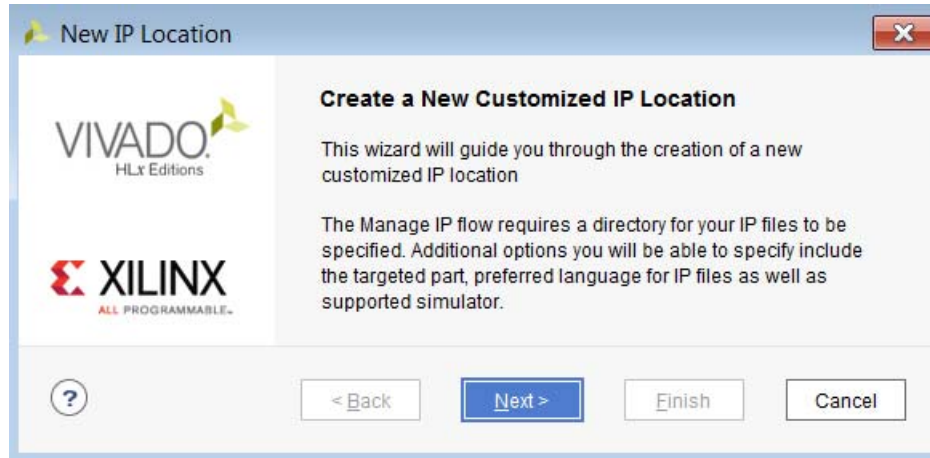 New IP Location
VIVADO.
HLx Editions
XILINX
ALL PROGRAMMABLE™
Create a New Customized IP Location
This wizard will guide you through the creation of a new
customized IP location
The Manage IP flow requires a directory for your IP files to be
specified. Additional options you will be able to specify include
the targeted part, preferred language for IP files as well as
supported simulator.
?
< Back
Next >
Finish
Cancel